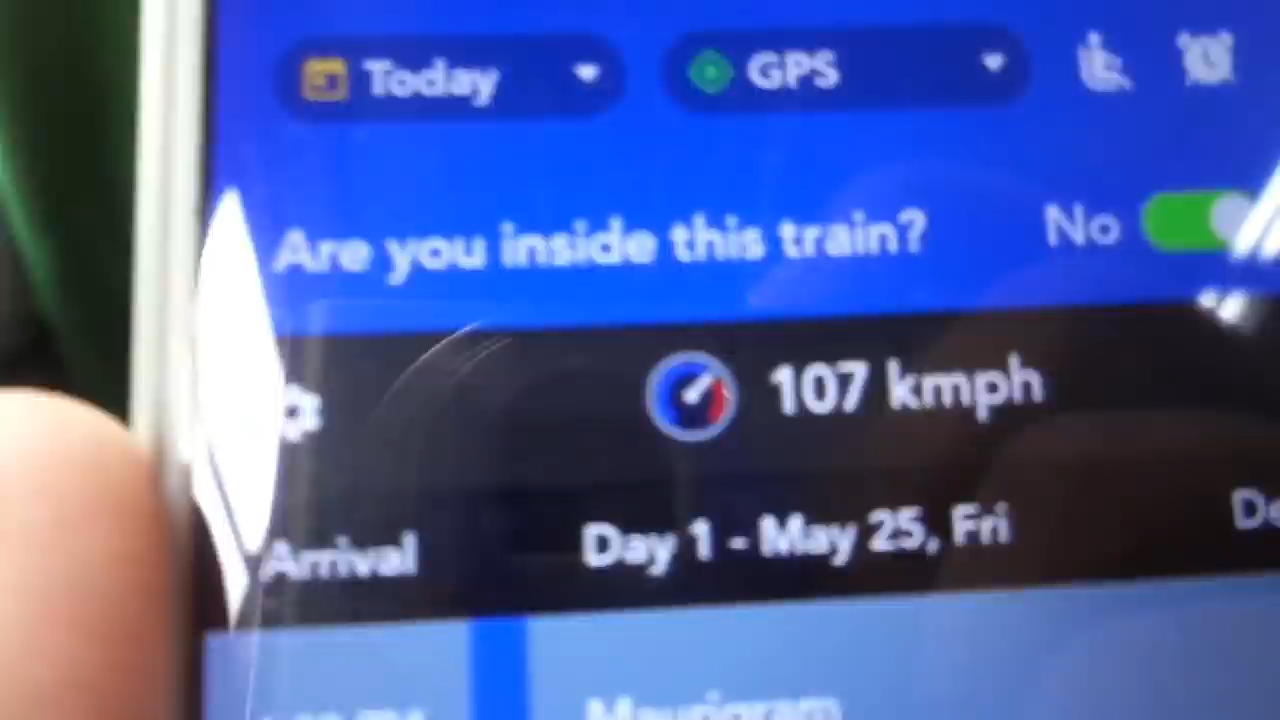 Today GPS
Are you inside this train? No
107 kmph
Arrival Day 1 - May 25, Fri